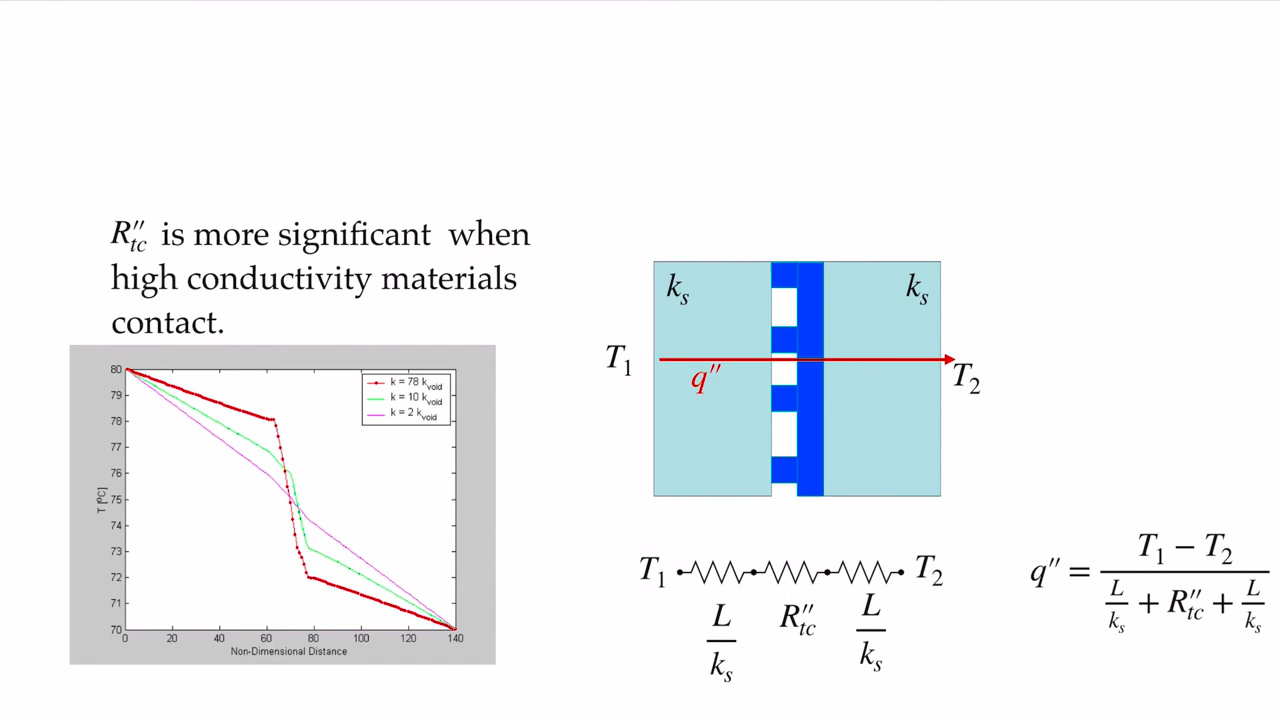 R″tc is more significant when
high conductivity materials
contact.
80
79
78
77
76
75
74
73
72
71
70
T [ºC]
0 20 40 60 80 100 120 140
Non-Dimensional Distance
k = 78 kvoid
k = 10 kvoid
k = 2 kvoid
ks ks
T1 q″ T2
T1 T2
L/ks R″tc L/ks
q″ = (T1 − T2) / (L/ks + R″tc + L/ks)